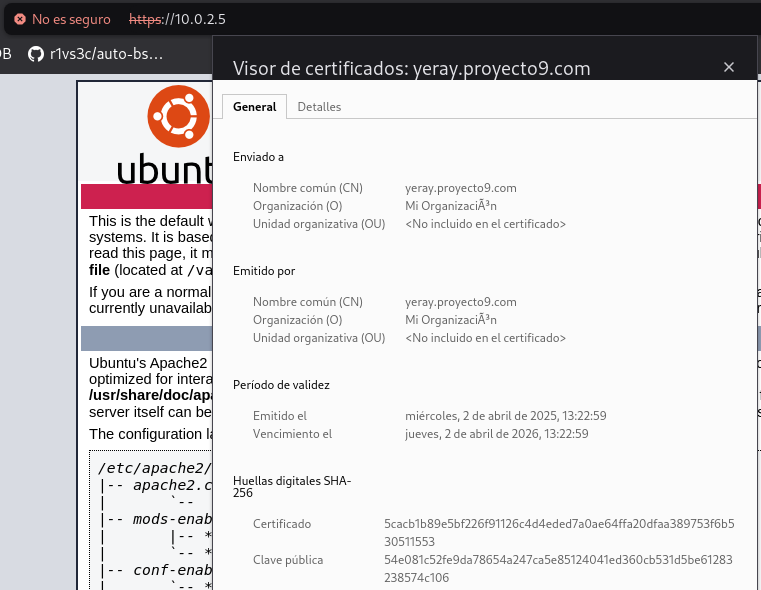 No es seguro https://10.0.2.5
OB r1vs3c/auto-bs…
Visor de certificados: yeray.proyecto9.com
General Detalles
Enviado a
Nombre común (CN) yeray.proyecto9.com
Organización (O) Mi OrganizaciÃ³n
Unidad organizativa (OU) <No incluido en el certificado>
Emitido por
Nombre común (CN) yeray.proyecto9.com
Organización (O) Mi OrganizaciÃ³n
Unidad organizativa (OU) <No incluido en el certificado>
Período de validez
Emitido el miércoles, 2 de abril de 2025, 13:22:59
Vencimiento el jueves, 2 de abril de 2026, 13:22:59
Huellas digitales SHA-
256
Certificado 5cacb1b89e5bf226f91126c4d4eded7a0ae64ffa20dfaa389753f6b5
30511553
Clave pública 54e081c52fe9da78654a247ca5e85124041ed360cb531d5be61283
238574c106
ubunt
This is the default
systems. It is based
read this page, it m
file (located at /va
If you are a normal
currently unavailab
Ubuntu's Apache2
optimized for intera
/usr/share/doc/apa
server itself can be
The configuration la
/etc/apache2/
|-- apache2.c
| `--
|-- mods-enab
| |-- *
| `-- *
|-- conf-enab
| `-- *